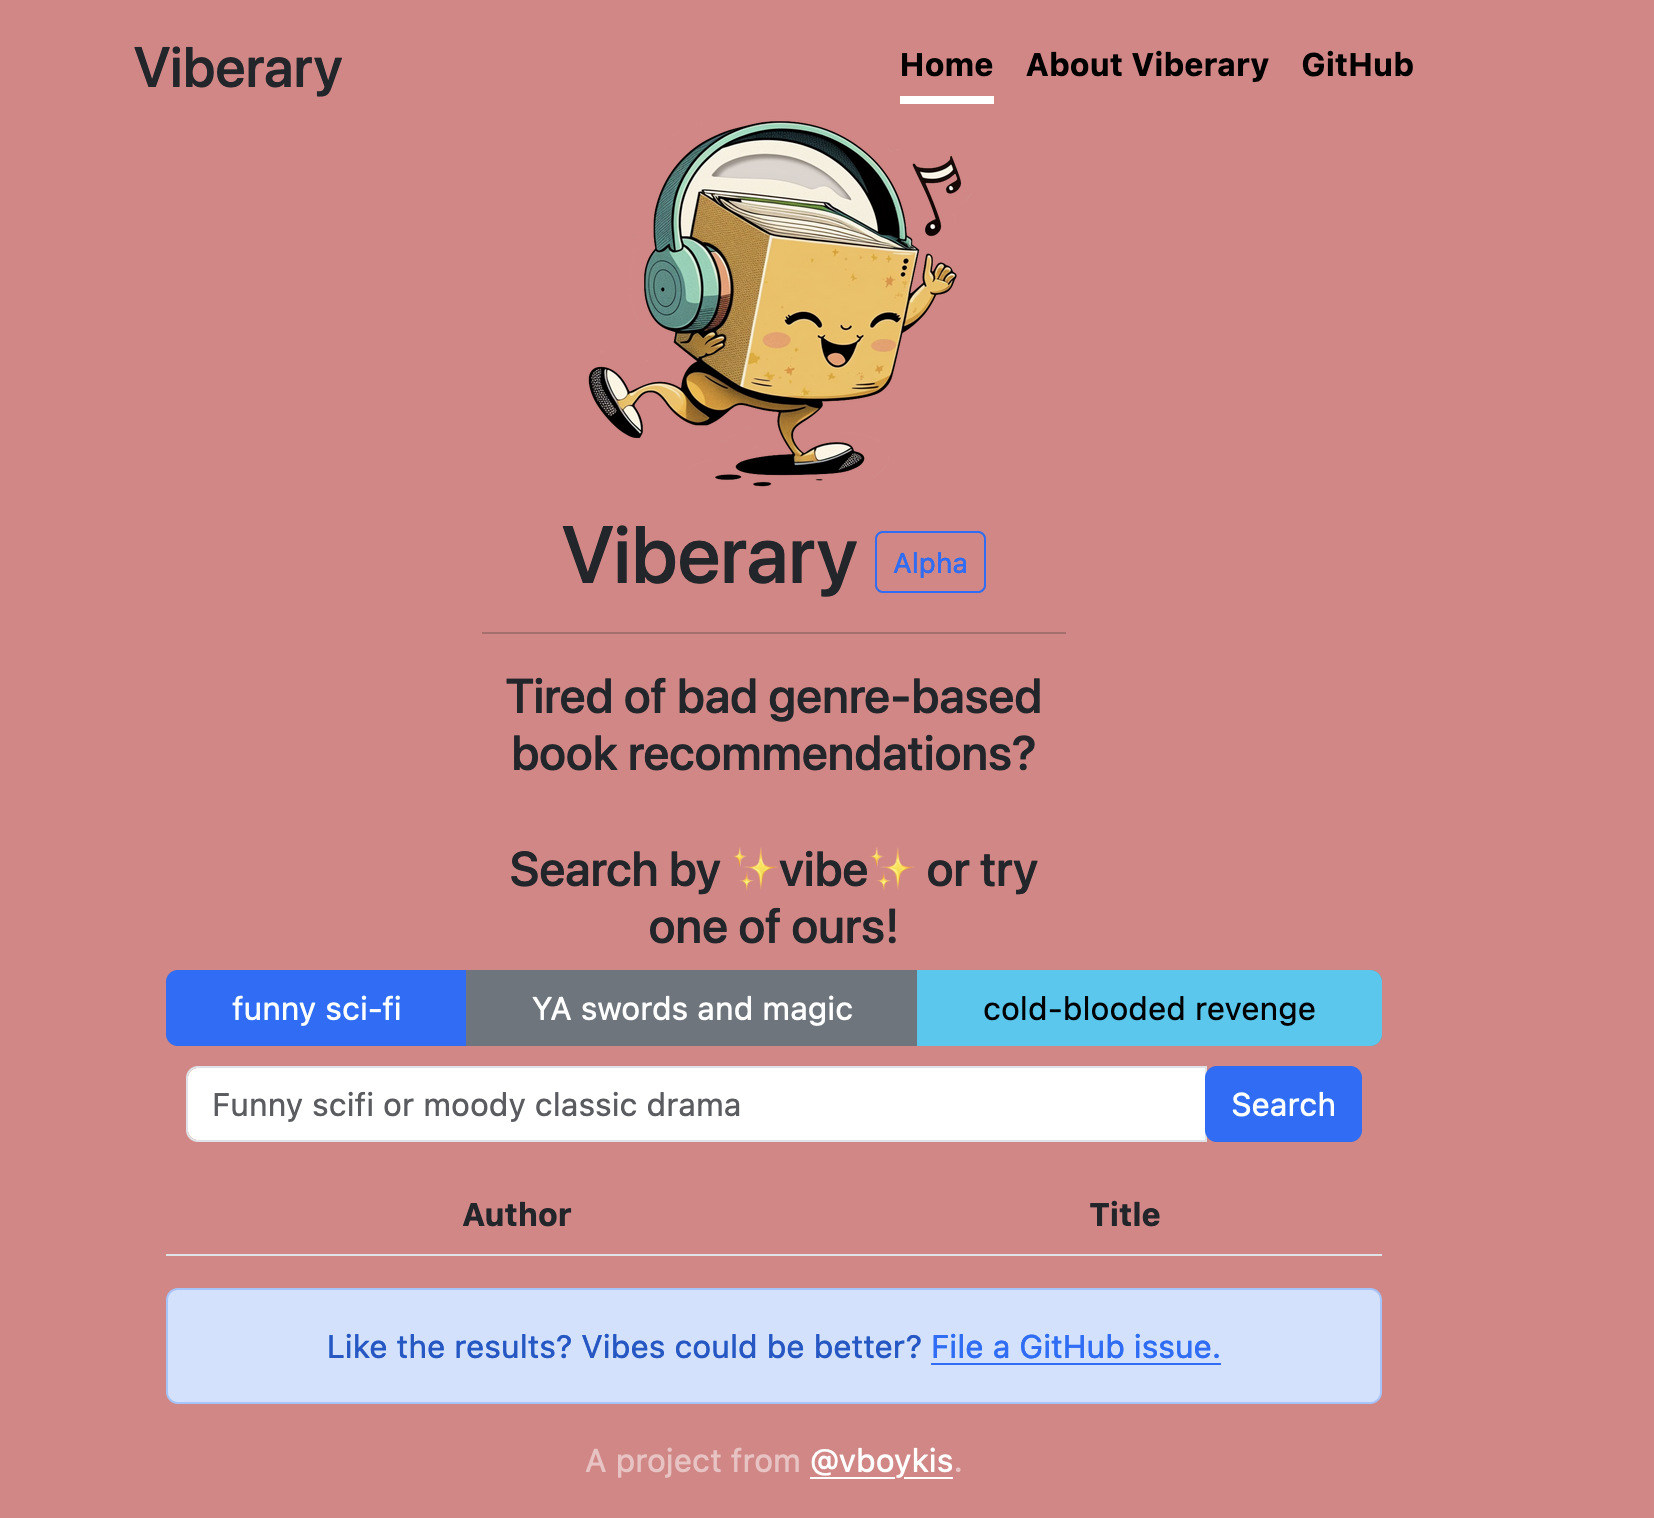 Viberary
Home About Viberary GitHub
Viberary Alpha
Tired of bad genre-based
book recommendations?
Search by ✨vibe✨ or try
one of ours!
funny sci-fi YA swords and magic cold-blooded revenge
Funny scifi or moody classic drama Search
Author Title
Like the results? Vibes could be better? File a GitHub issue.
A project from @vboykis.